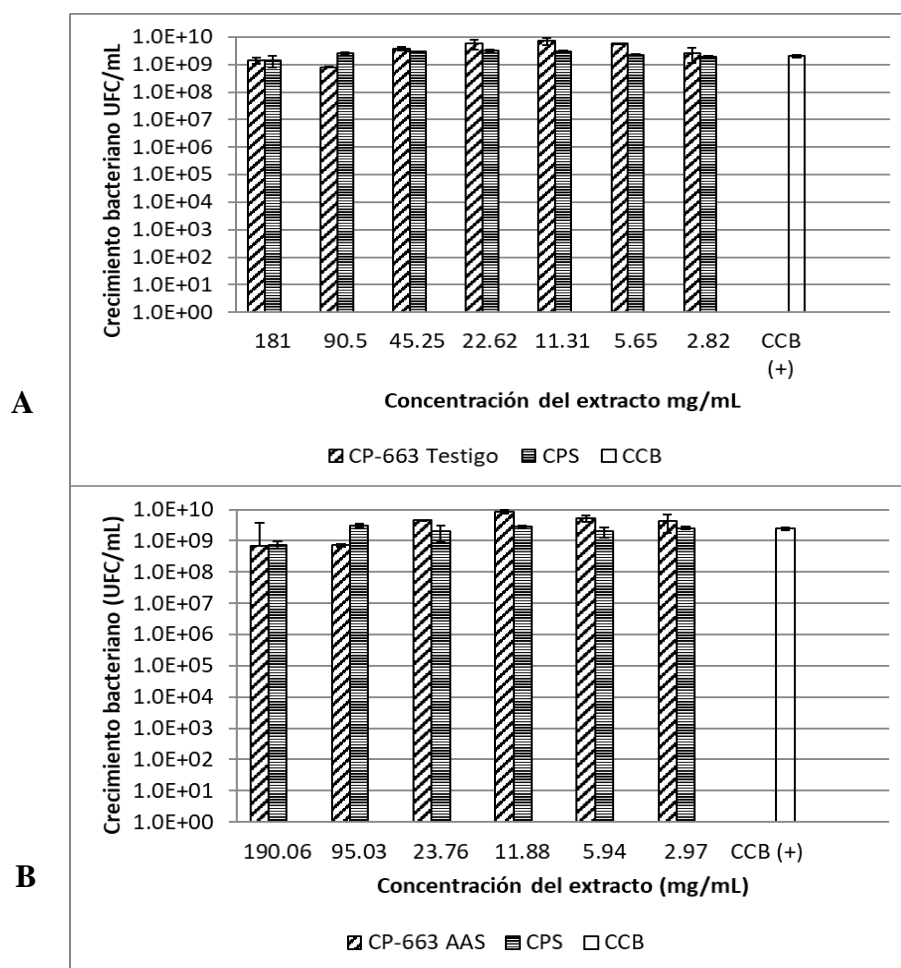 Crecimiento bacteriano UFC/mL
1.0E+10
1.0E+09
1.0E+08
1.0E+07
1.0E+06
1.0E+05
1.0E+04
1.0E+03
1.0E+02
1.0E+01
1.0E+00
181 90.5 45.25 22.62 11.31 5.65 2.82 CCB
(+)
A
Concentración del extracto mg/mL
CP-663 Testigo CPS CCB
Crecimiento bacteriano (UFC/mL)
1.0E+10
1.0E+09
1.0E+08
1.0E+07
1.0E+06
1.0E+05
1.0E+04
1.0E+03
1.0E+02
1.0E+01
1.0E+00
190.06 95.03 23.76 11.88 5.94 2.97 CCB (+)
B
Concentración del extracto (mg/mL)
CP-663 AAS CPS CCB